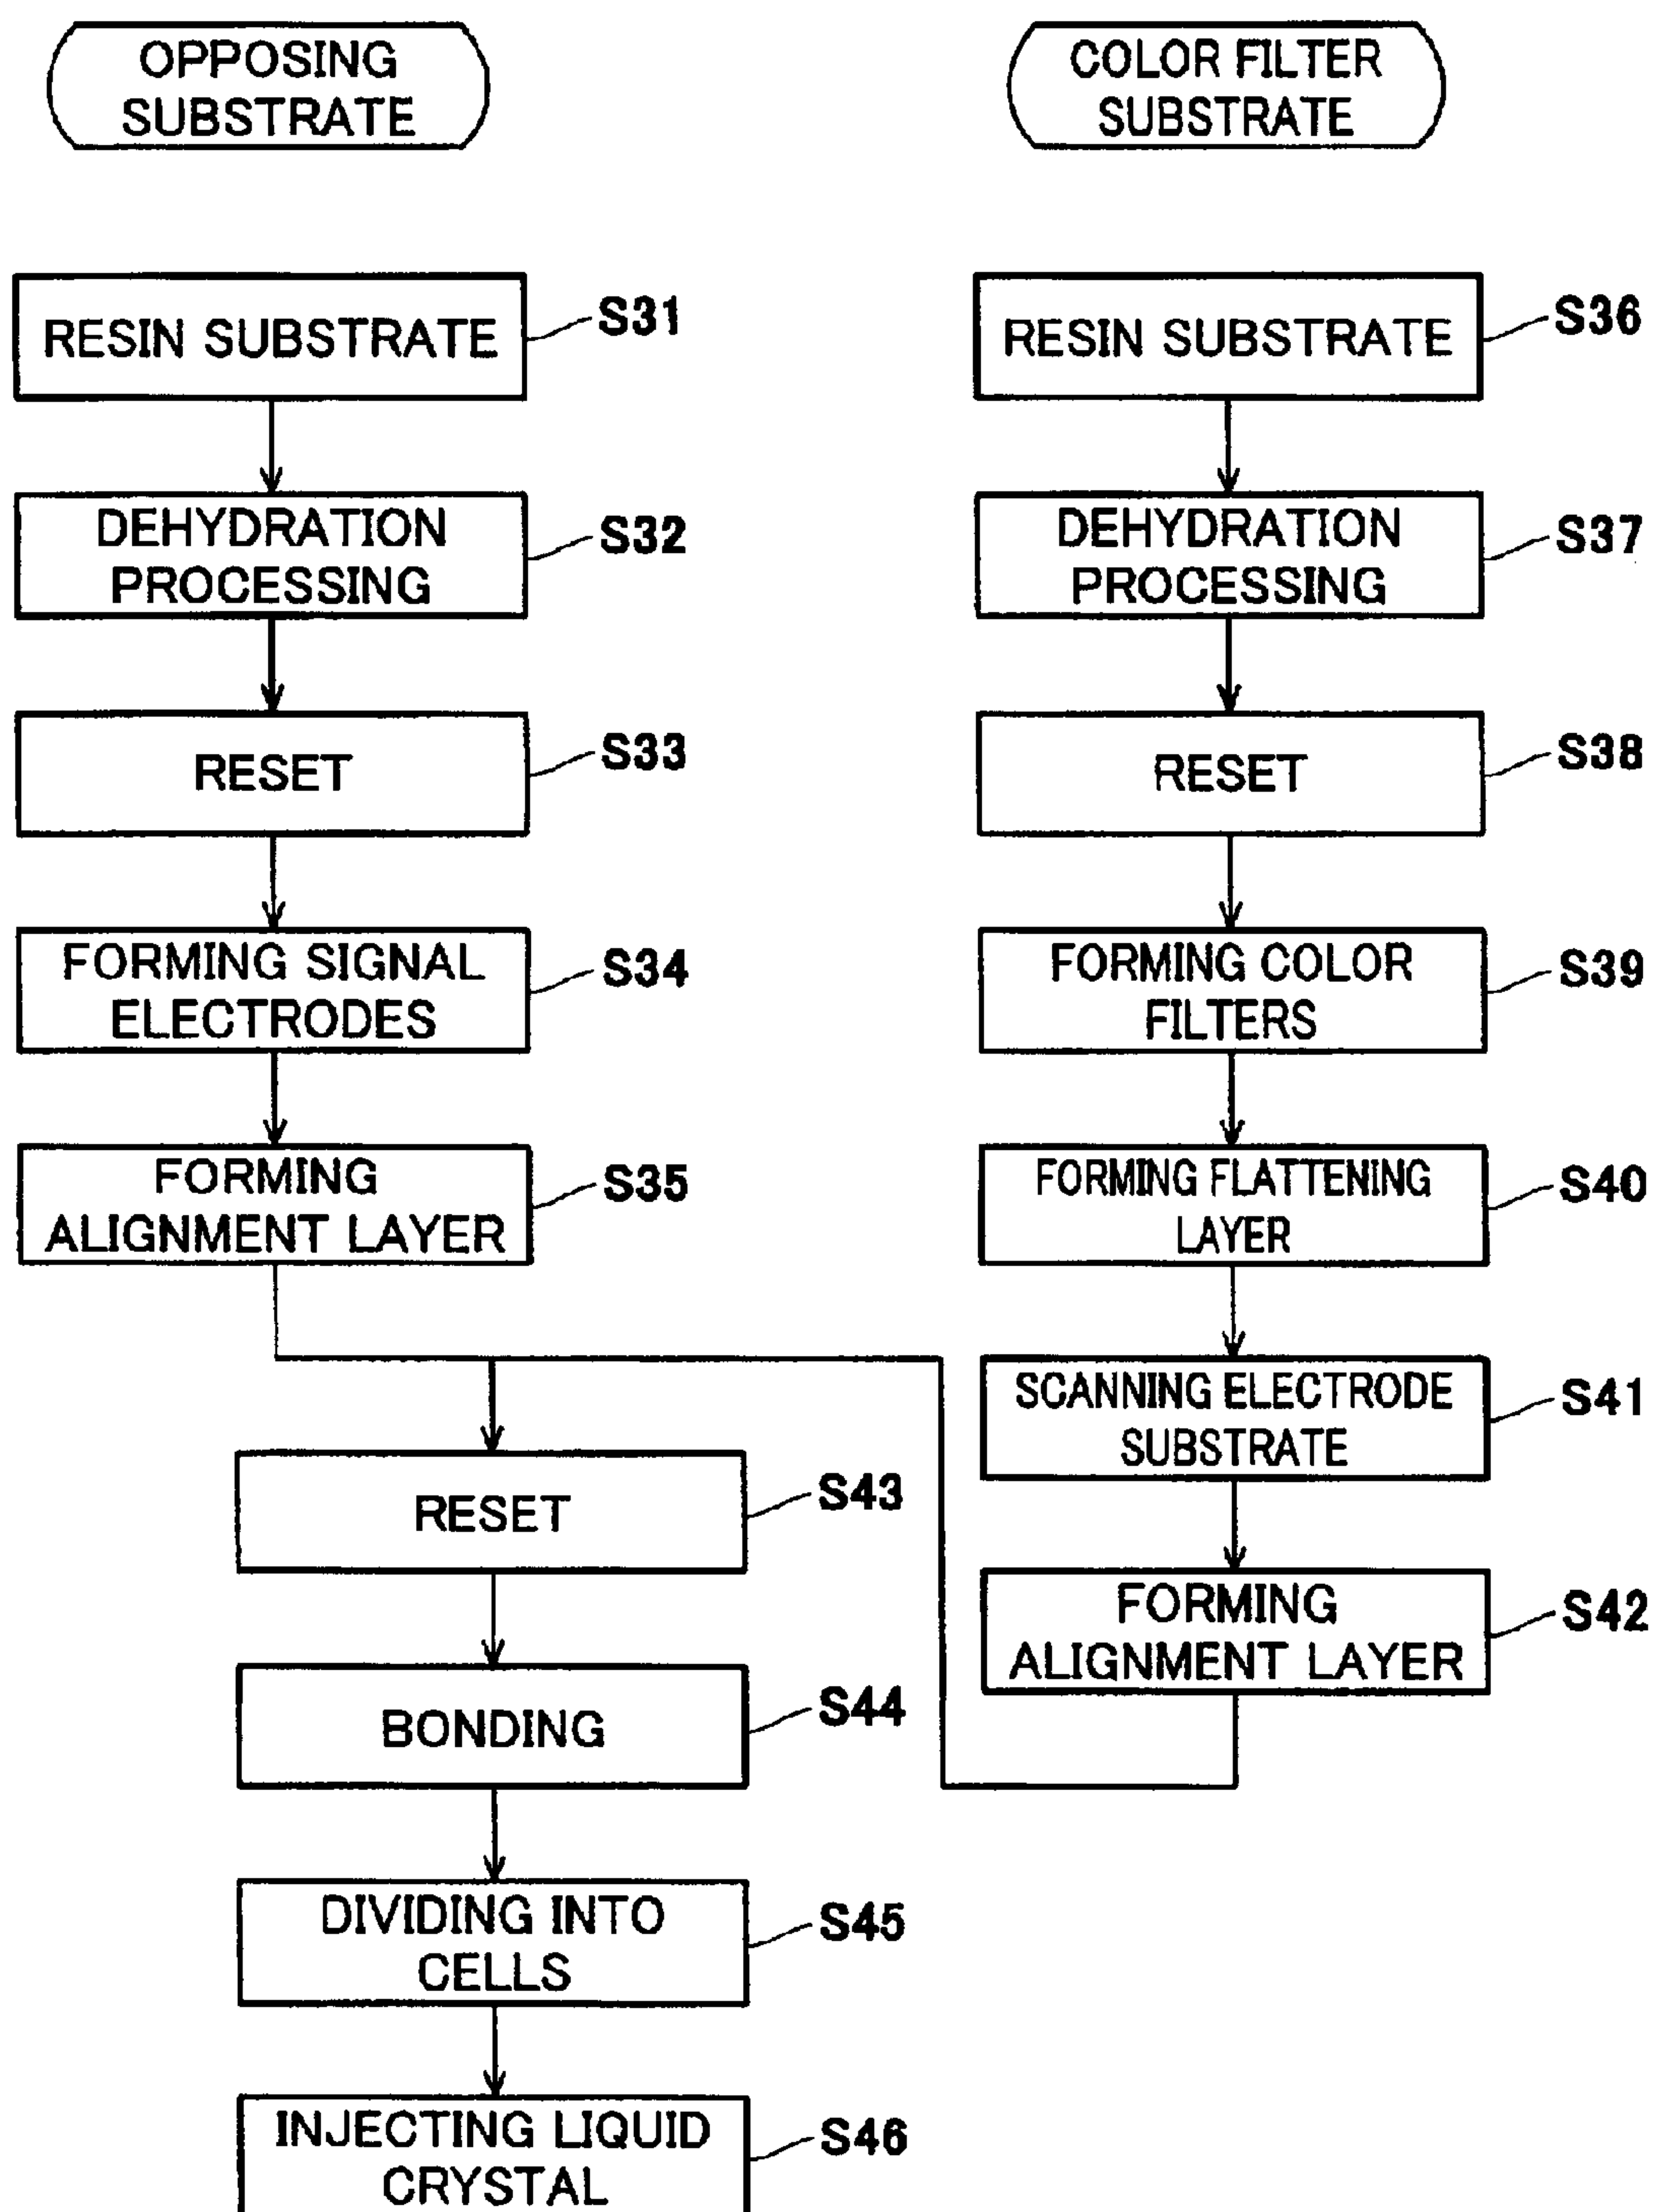 OPPOSING
SUBSTRATE
RESIN SUBSTRATE
S31
DEHYDRATION
PROCESSING
S32
RESET
S33
FORMING SIGNAL
ELECTRODES
S34
FORMING
ALIGNMENT LAYER
S35
COLOR FILTER
SUBSTRATE
RESIN SUBSTRATE
S36
DEHYDRATION
PROCESSING
S37
RESET
S38
FORMING COLOR
FILTERS
S39
FORMING FLATTENING
LAYER
S40
SCANNING ELECTRODE
SUBSTRATE
S41
FORMING
ALIGNMENT LAYER
S42
RESET
S43
BONDING
S44
DIVIDING INTO
CELLS
S45
INJECTING LIQUID
CRYSTAL
S46